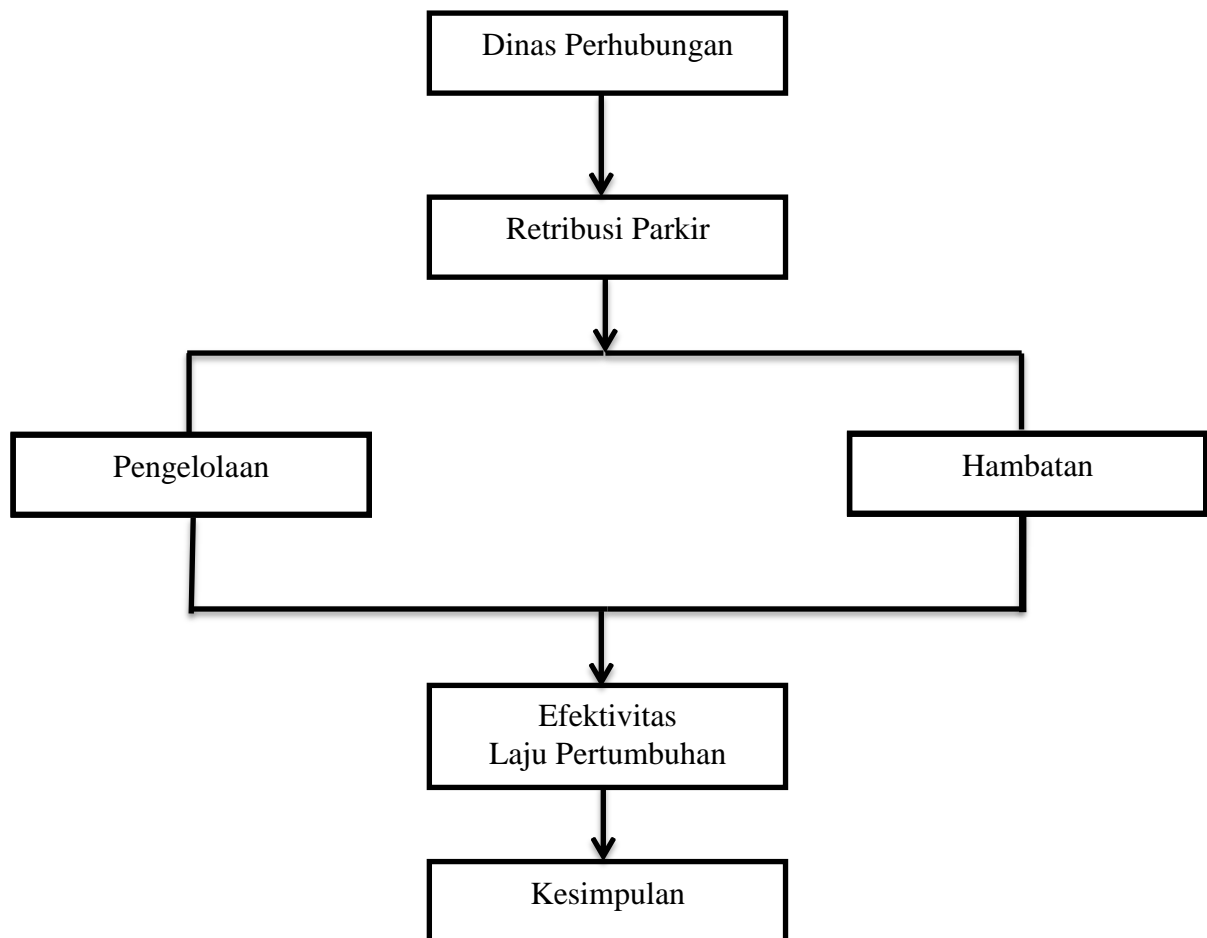 Dinas Perhubungan
Retribusi Parkir
Pengelolaan
Hambatan
Efektivitas
Laju Pertumbuhan
Kesimpulan